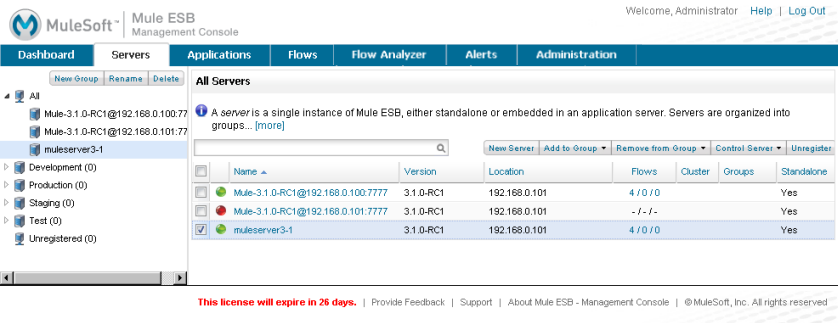 Welcome, Administrator Help | Log Out
MuleSoft™ Mule ESB
Management Console
Dashboard Servers Applications Flows Flow Analyzer Alerts Administration
New Group Rename Delete
All
Mule-3.1.0-RC1@192.168.0.100:77
Mule-3.1.0-RC1@192.168.0.101:77
muleserver3-1
Development (0)
Production (0)
Staging (0)
Test (0)
Unregistered (0)
All Servers
A server is a single instance of Mule ESB, either standalone or embedded in an application server. Servers are organized into
groups... [more]
New Server Add to Group Remove from Group Control Server Unregister
Name Version Location Flows Cluster Groups Standalone
Mule-3.1.0-RC1@192.168.0.100:7777 3.1.0-RC1 192.168.0.101 4 / 0 / 0 Yes
Mule-3.1.0-RC1@192.168.0.101:7777 3.1.0-RC1 192.168.0.101 - / - / - Yes
muleserver3-1 3.1.0-RC1 192.168.0.101 4 / 0 / 0 Yes
This license will expire in 26 days. | Provide Feedback | Support | About Mule ESB - Management Console | © MuleSoft, Inc. All rights reserved